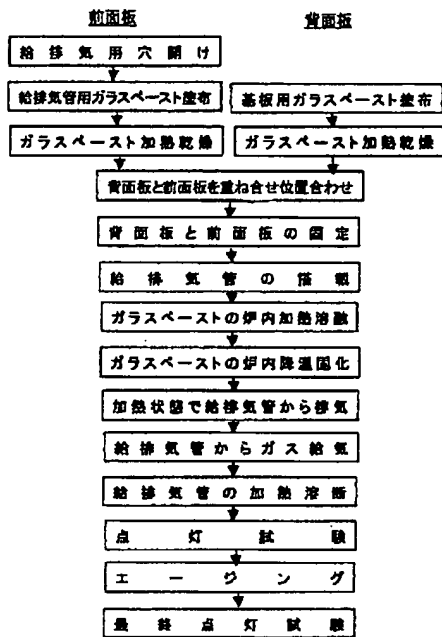 前面板
背面板
給排気用穴開け
給排気管用ガラスペースト塗布
基板用ガラスペースト塗布
ガラスペースト加熱乾燥
ガラスペースト加熱乾燥
背面板と前面板を重ね合せ位置合わせ
背面板と前面板の固定
給排気管の搭載
ガラスペーストの炉内加熱溶融
ガラスペーストの炉内降温固化
加熱状態で給排気管から排気
給排気管からガス給気
給排気管の加熱溶断
点灯試験
エージング
最終点灯試験